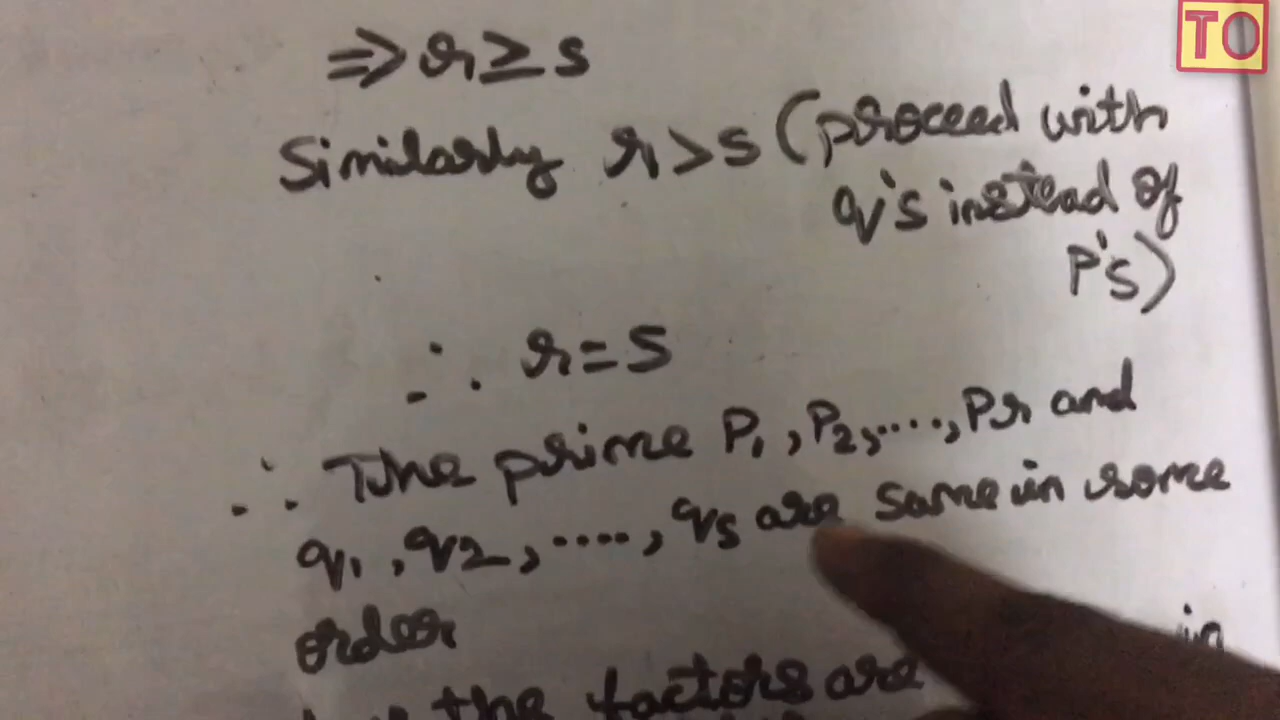 TO
⇒ r ≥ s
Similarly r > s (proceed with
q's instead of
P's)
∴ r = s
∴ The prime P₁, P₂, ...., Pr and
q₁, q₂, ...., qs are same in some
order
the factors are in